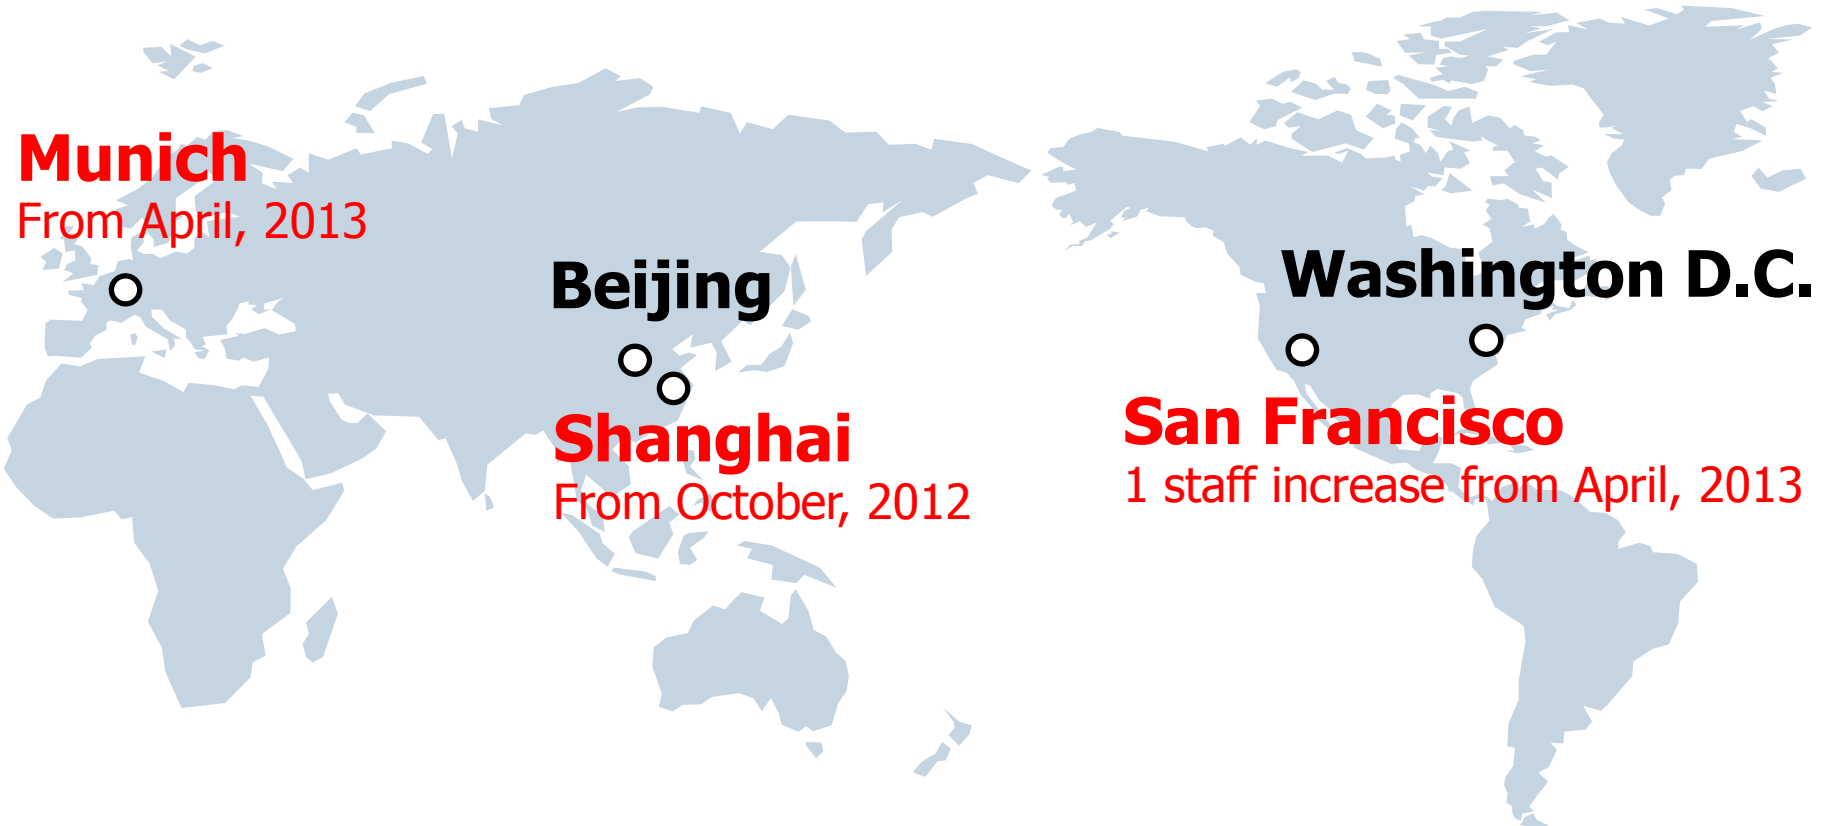 Munich
From April, 2013
Beijing
Shanghai
From October, 2012
Washington D.C.
San Francisco
1 staff increase from April, 2013